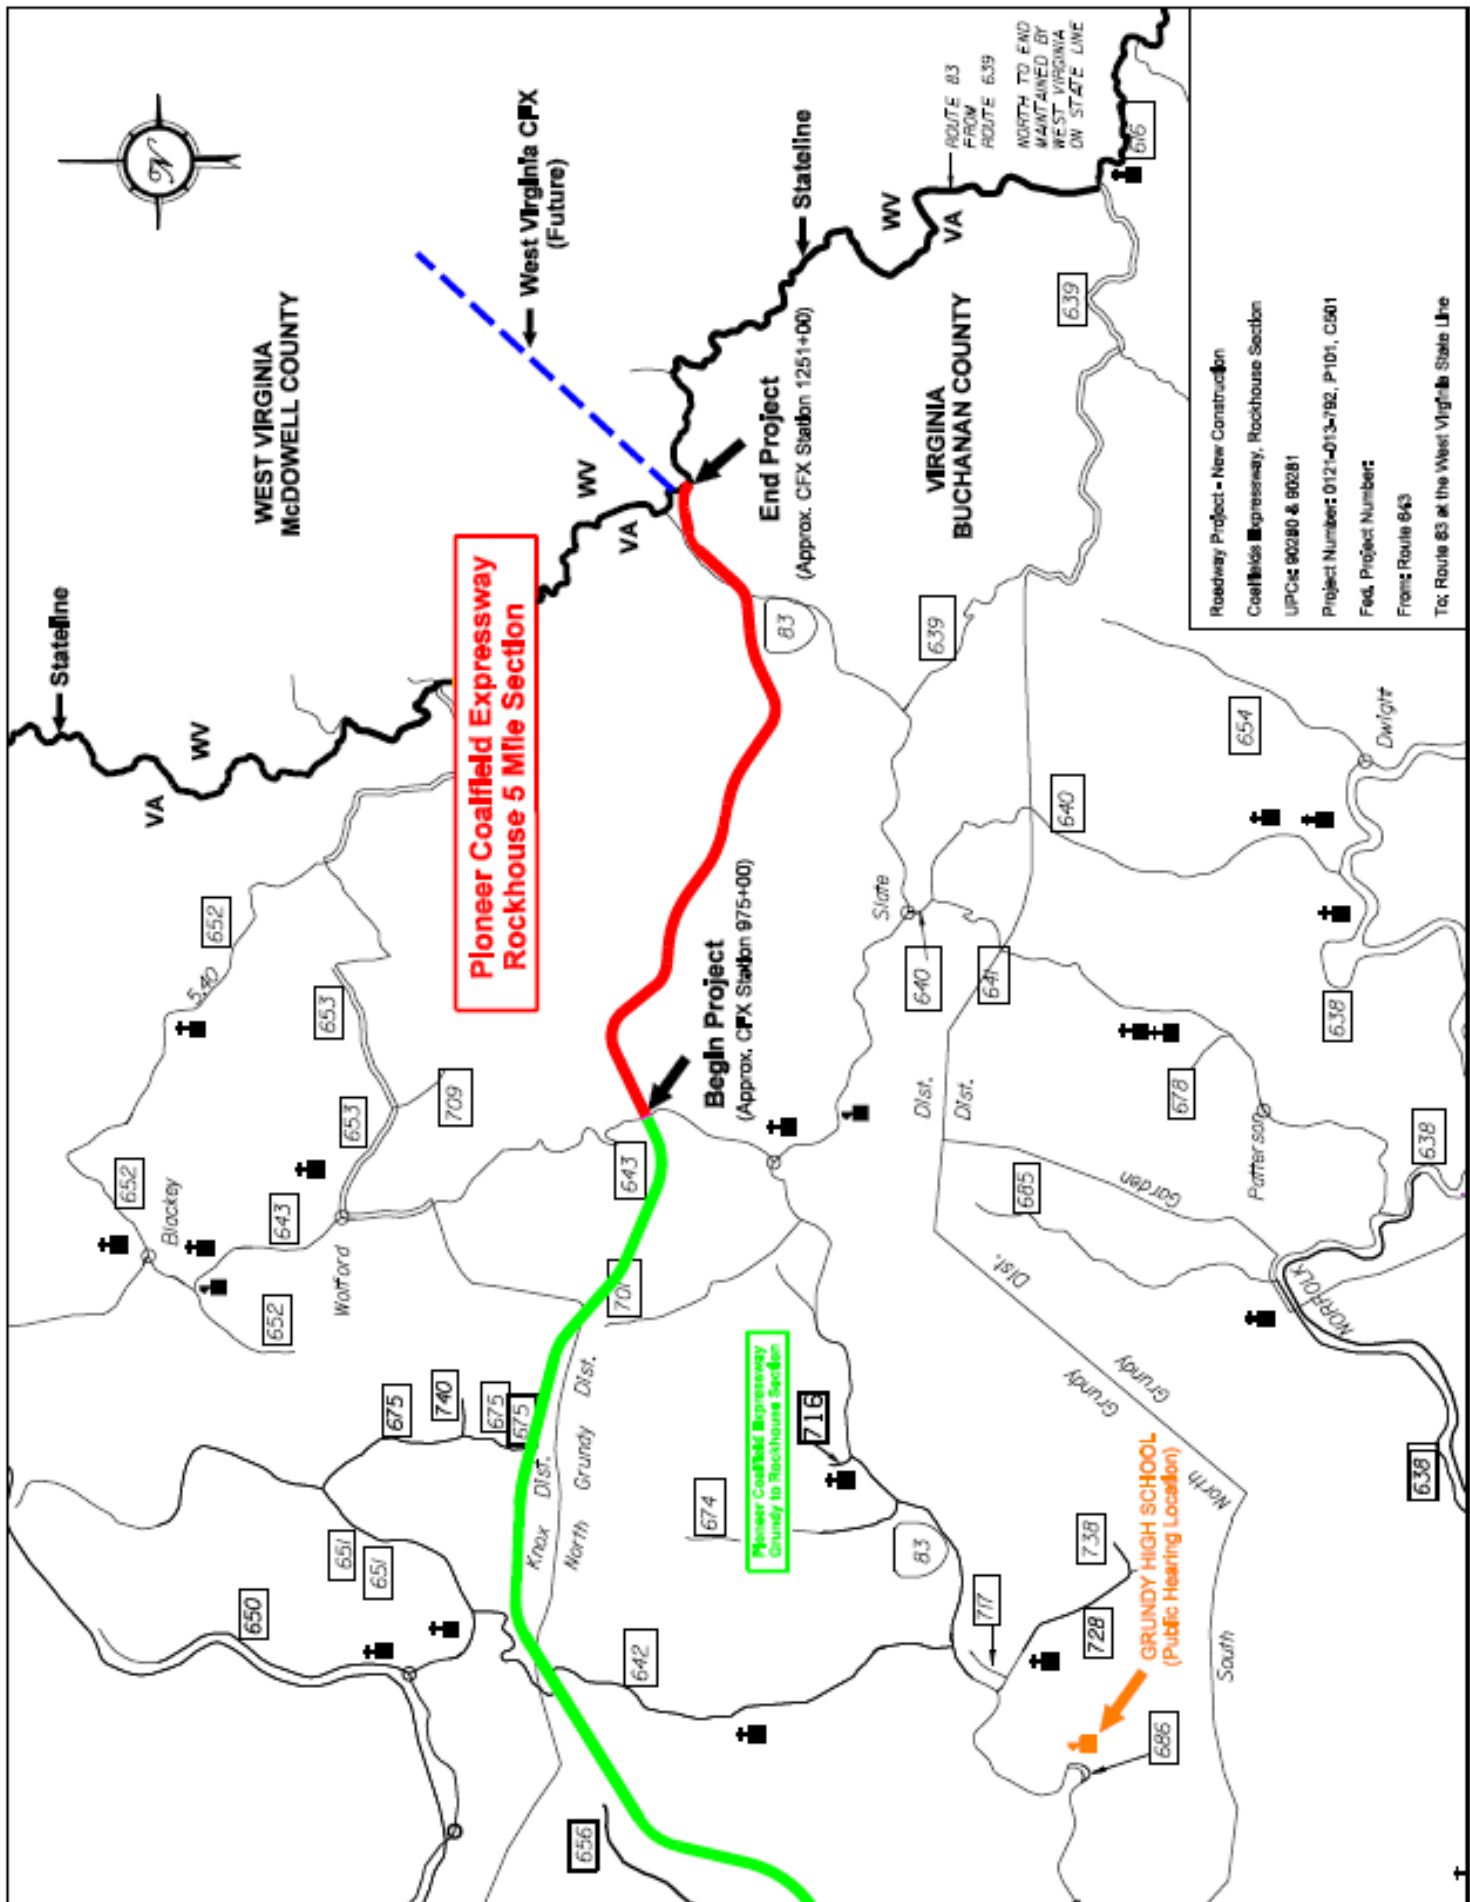 N
Stateline
VA
WV
WEST VIRGINIA
McDOWELL COUNTY
West Virginia CFX
(Future)
Pioneer Coalfield Expressway
Rockhouse 5 Mile Section
VA
WV
End Project
(Approx. CFX Station 1251+00)
Stateline
WV
VA
ROUTE 83
FROM
ROUTE 639
NORTH TO END
MAINTAINED BY
WEST VIRGINIA
ON STATE LINE
616
VIRGINIA
BUCHANAN COUNTY
639
83
639
Begin Project
(Approx. CFX Station 975+00)
652
5.40
653
653
709
652
Blackey
643
652
Wolford
643
701
675
740
675
675
Knox Dist.
North Grundy Dist.
651
651
650
642
656
Pioneer Coalfield Expressway
Grundy to Rockhouse Section
716
674
83
717
738
728
GRUNDY HIGH SCHOOL
(Public Hearing Location)
686
South
North
Grundy
Grundy
Dist.
Slate
640
641
640
Dist.
Dist.
Garden
685
678
Patterson
654
Dwight
638
638
NORFOLK
638
Roadway Project - New Construction
Coalfields Expressway, Rockhouse Section
UPCs: 90280 & 90281
Project Number: 0121-013-792, P101, C501
Fed. Project Number:
From: Route 643
To: Route 83 at the West Virginia State Line